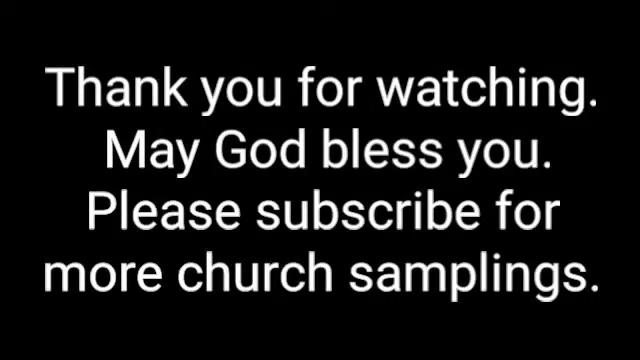 Thank you for watching.
May God bless you.
Please subscribe for
more church samplings.